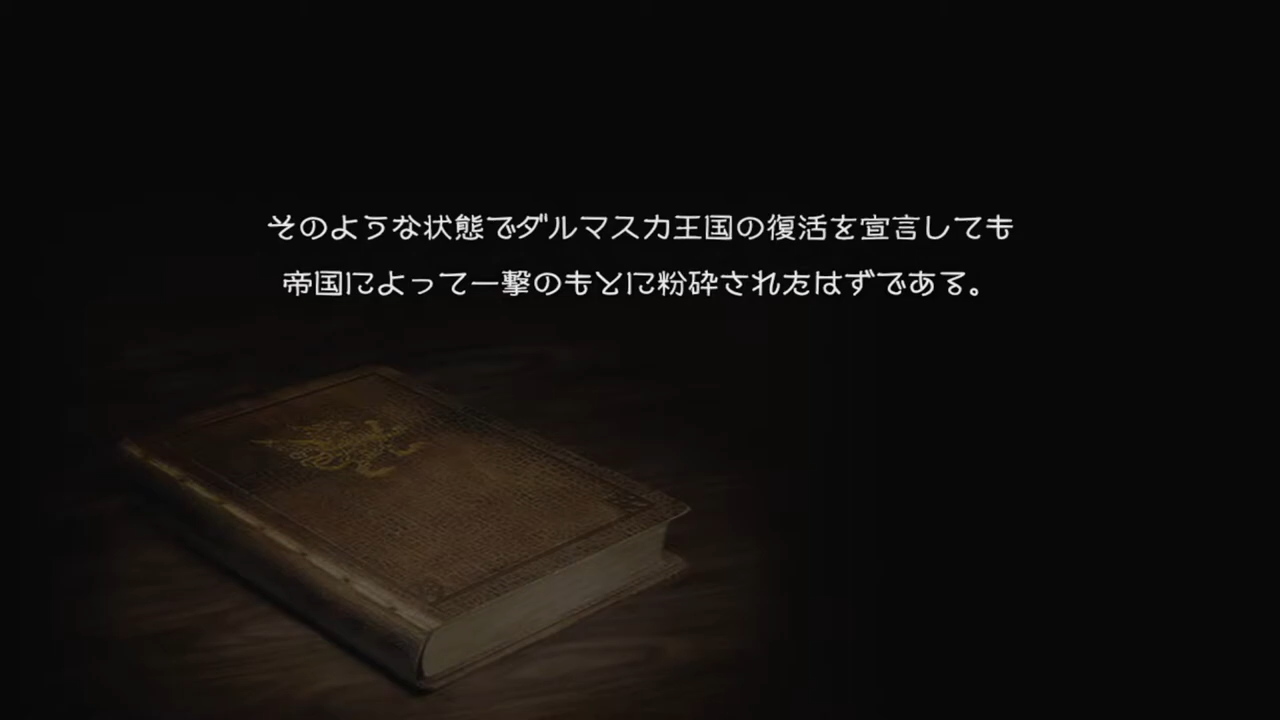 そのような状態でダルマスカ王国の復活を宣言しても
帝国によって一撃のもとに粉砕されたはずである。